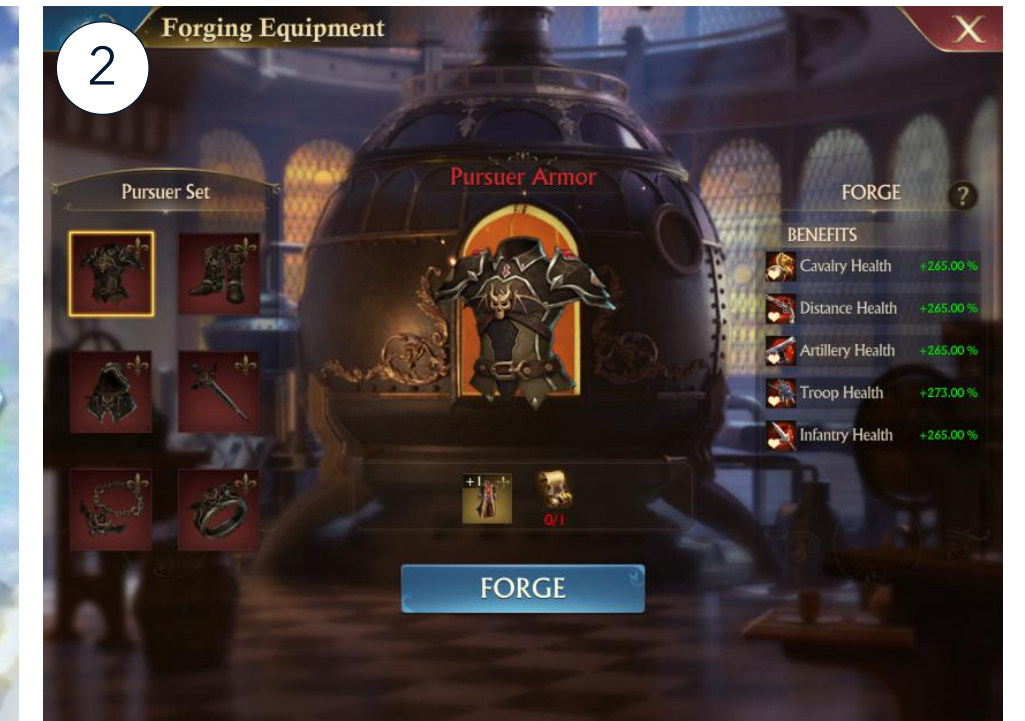 2
Forging Equipment
X
Pursuer Set
Pursuer Armor
FORGE
?
BENEFITS
Cavalry Health +265.00 %
Distance Health +265.00 %
Artillery Health +265.00 %
Troop Health +273.00 %
Infantry Health +265.00 %
+1
0/1
FORGE